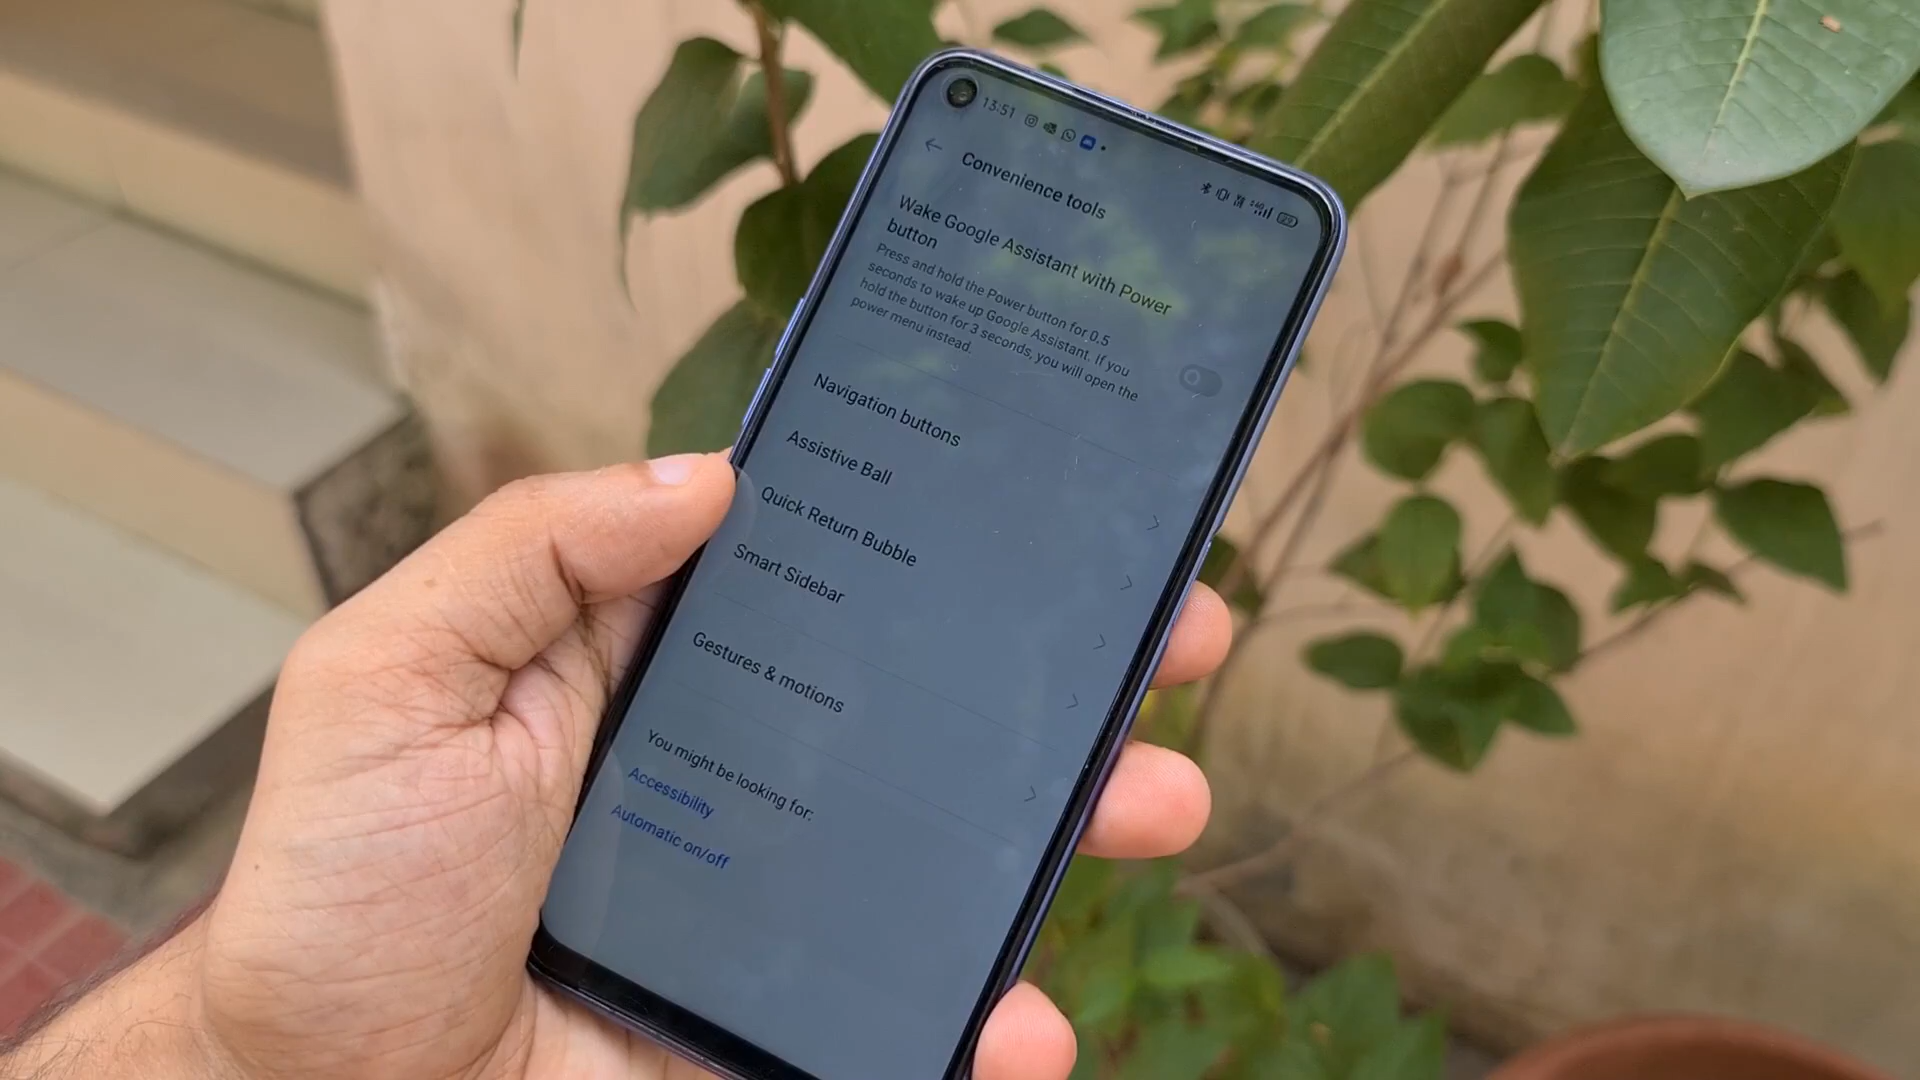 13:51
Convenience tools
Wake Google Assistant with Power
button
Press and hold the Power button for 0.5
seconds to wake up Google Assistant. If you
hold the button for 3 seconds, you will open the
power menu instead.
Navigation buttons
Assistive Ball
Quick Return Bubble
Smart Sidebar
Gestures & motions
You might be looking for:
Accessibility
Automatic on/off